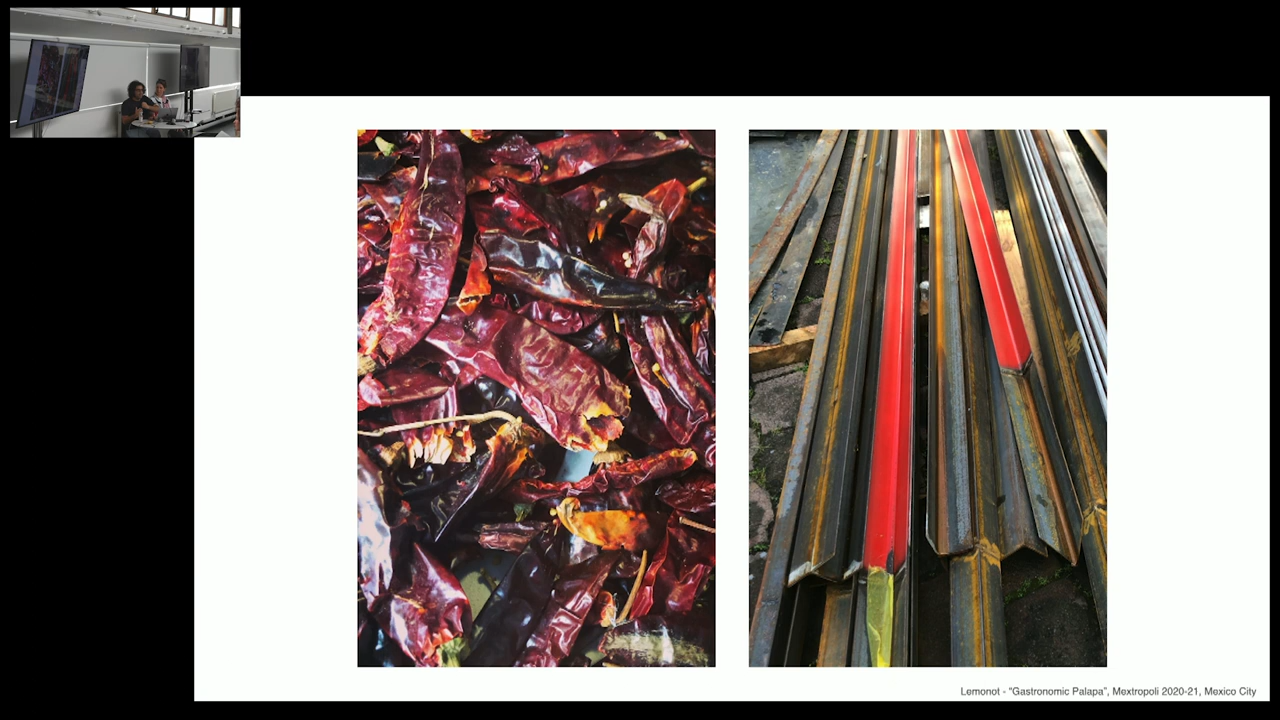 Lemonot - “Gastronomic Palapa”, Mextropoli 2020-21, Mexico City